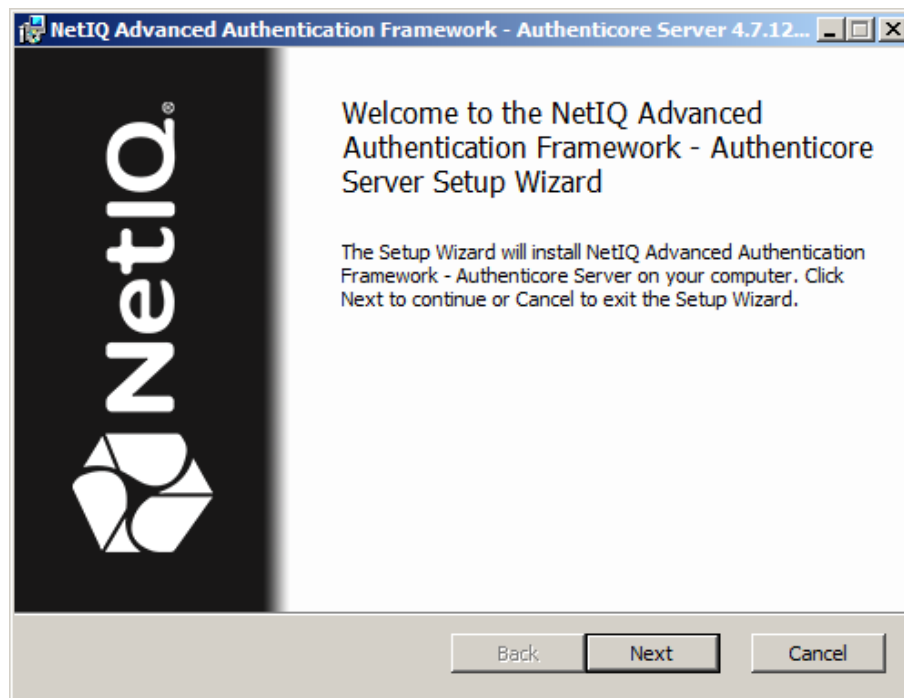 NetIQ Advanced Authentication Framework - Authenticore Server 4.7.12...
NetIQ®
Welcome to the NetIQ Advanced
Authentication Framework - Authenticore
Server Setup Wizard
The Setup Wizard will install NetIQ Advanced Authentication
Framework - Authenticore Server on your computer. Click
Next to continue or Cancel to exit the Setup Wizard.
Back
Next
Cancel